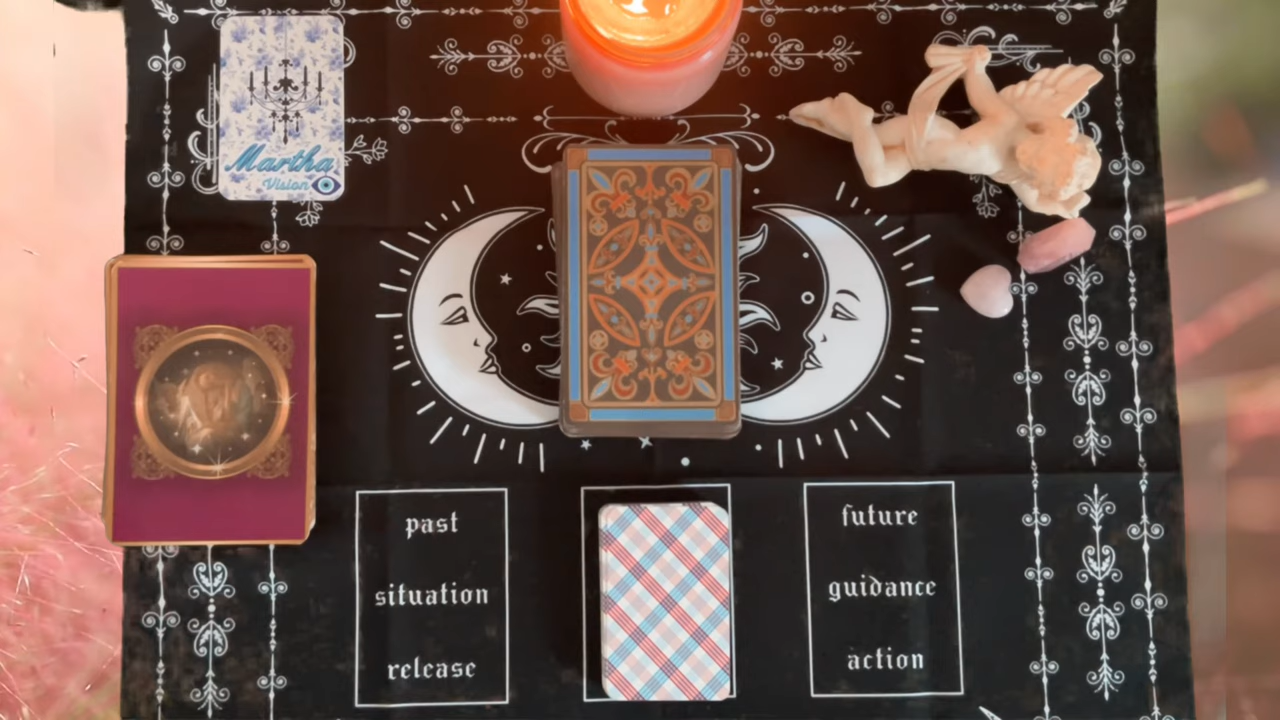 Martha
Vision
past
situation
release
future
guidance
action